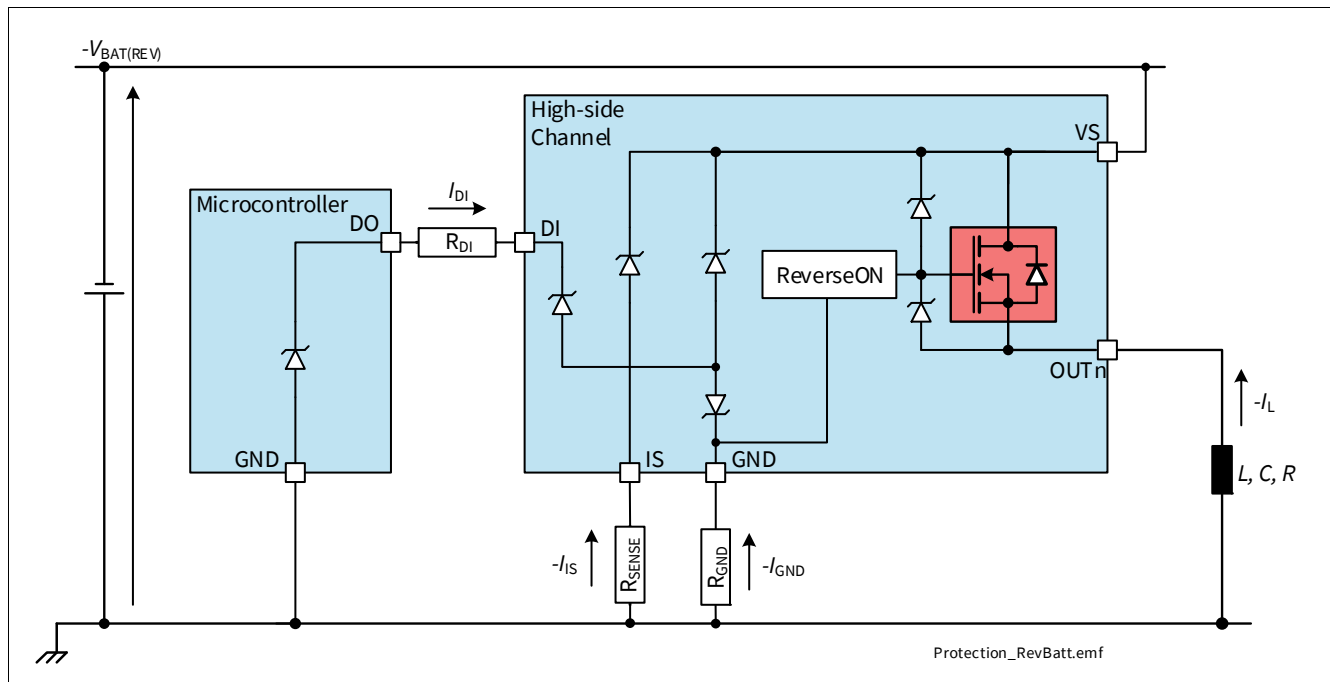 -VBAT(REV)
High-side
Channel
VS
Microcontroller
DO
IDI
RDI
DI
ReverseON
OUTn
-IL
L, C, R
GND
IS
GND
-IIS
RSENSE
RGND
-IGND
Protection_RevBatt.emf